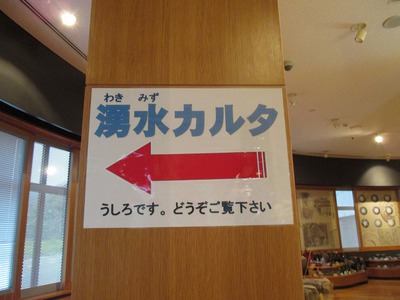 わき みず
湧水カルタ
うしろです。どうぞご覧下さい